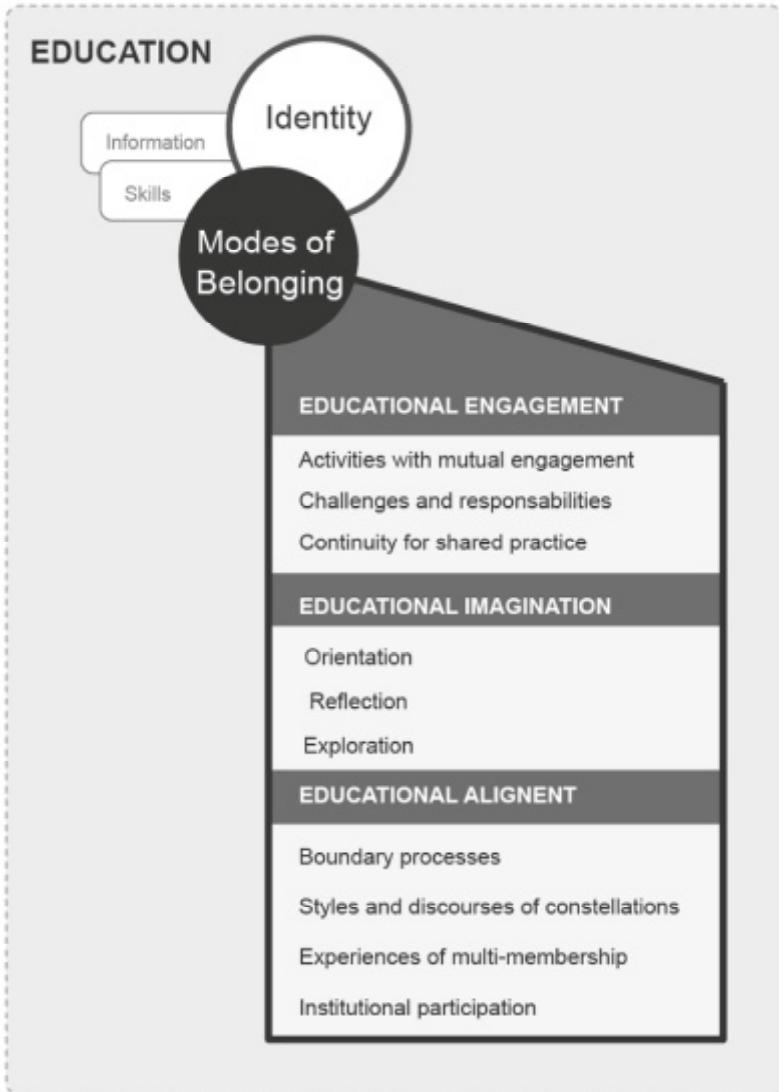 EDUCATION
Identity
Information
Skills
Modes of
Belonging
EDUCATIONAL ENGAGEMENT
Activities with mutual engagement
Challenges and responsabilities
Continuity for shared practice
EDUCATIONAL IMAGINATION
Orientation
Reflection
Exploration
EDUCATIONAL ALIGNENT
Boundary processes
Styles and discourses of constellations
Experiences of multi-membership
Institutional participation